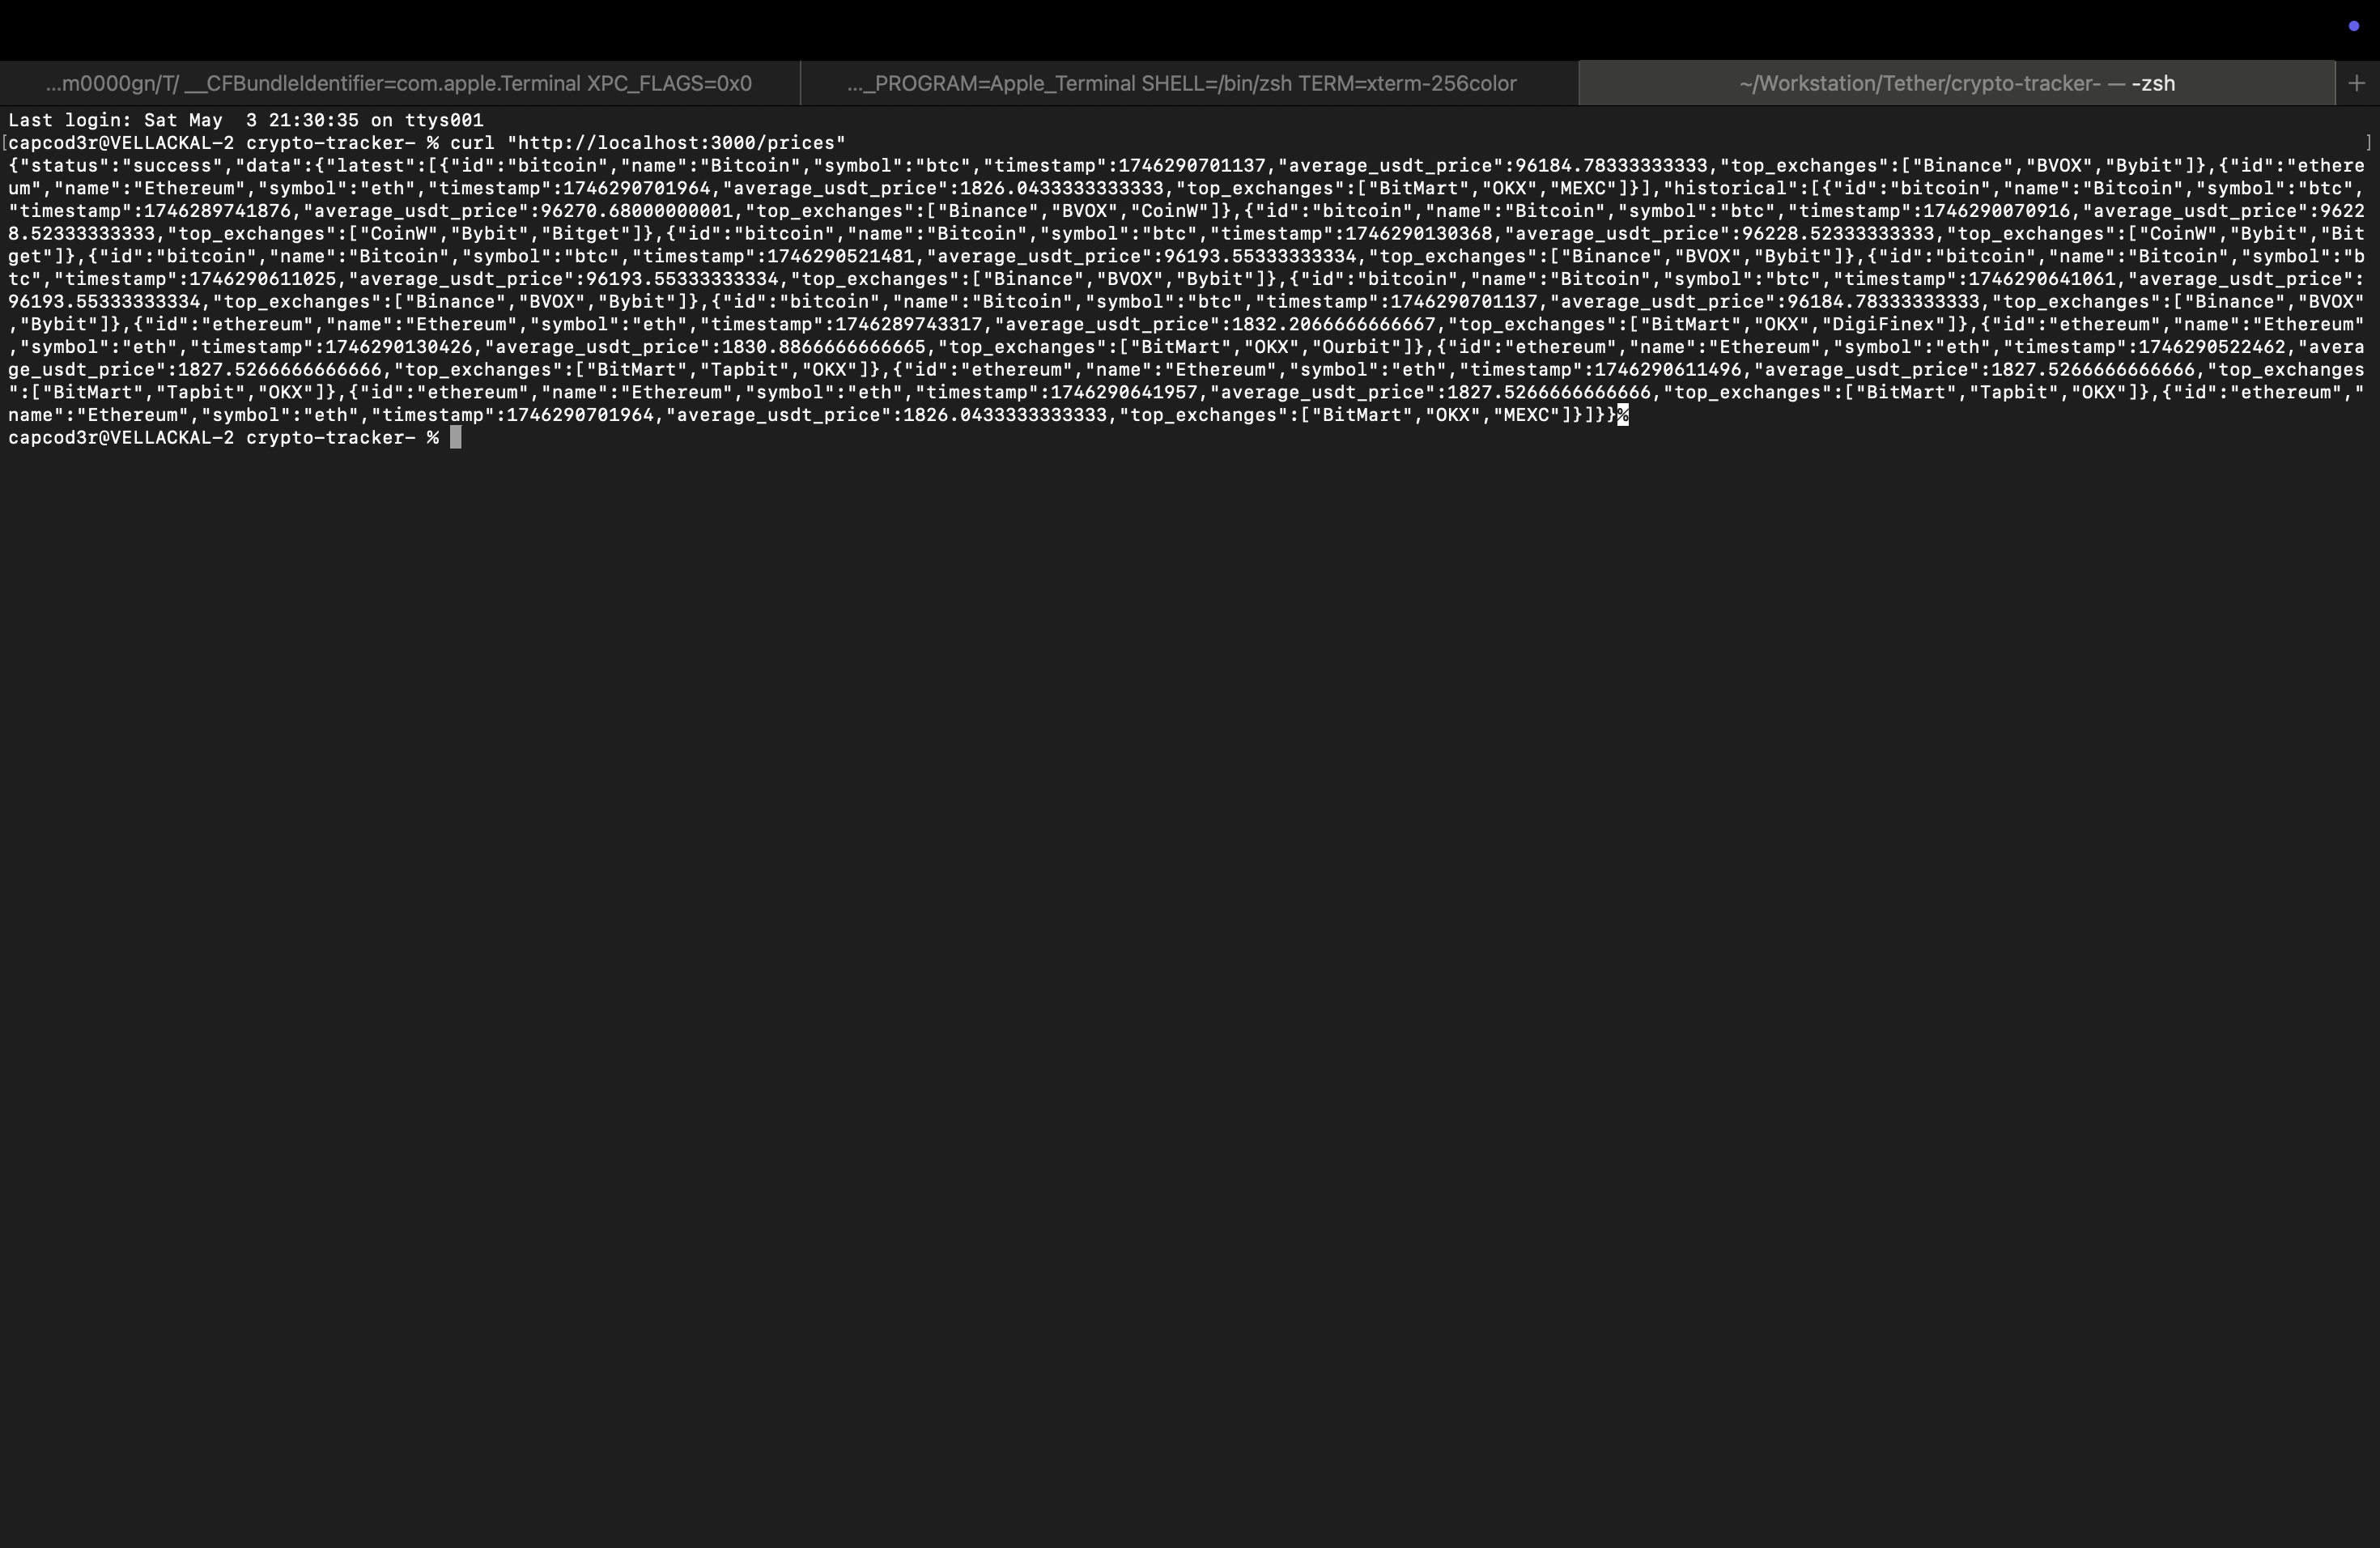 ...m0000gn/T/ __CFBundleIdentifier=com.apple.Terminal XPC_FLAGS=0x0
..._PROGRAM=Apple_Terminal SHELL=/bin/zsh TERM=xterm-256color
~/Workstation/Tether/crypto-tracker- — -zsh
+
Last login: Sat May  3 21:30:35 on ttys001
[capcod3r@VELLACKAL-2 crypto-tracker- % curl "http://localhost:3000/prices" ]
{"status":"success","data":{"latest":[{"id":"bitcoin","name":"Bitcoin","symbol":"btc","timestamp":1746290701137,"average_usdt_price":96184.78333333333,"top_exchanges":["Binance","BVOX","Bybit"]},{"id":"ethere
um","name":"Ethereum","symbol":"eth","timestamp":1746290701964,"average_usdt_price":1826.0433333333333,"top_exchanges":["BitMart","OKX","MEXC"]}],"historical":[{"id":"bitcoin","name":"Bitcoin","symbol":"btc",
"timestamp":1746289741876,"average_usdt_price":96270.68000000001,"top_exchanges":["Binance","BVOX","CoinW"]},{"id":"bitcoin","name":"Bitcoin","symbol":"btc","timestamp":1746290070916,"average_usdt_price":9622
8.52333333333,"top_exchanges":["CoinW","Bybit","Bitget"]},{"id":"bitcoin","name":"Bitcoin","symbol":"btc","timestamp":1746290130368,"average_usdt_price":96228.52333333333,"top_exchanges":["CoinW","Bybit","Bit
get"]},{"id":"bitcoin","name":"Bitcoin","symbol":"btc","timestamp":1746290521481,"average_usdt_price":96193.55333333334,"top_exchanges":["Binance","BVOX","Bybit"]},{"id":"bitcoin","name":"Bitcoin","symbol":"b
tc","timestamp":1746290611025,"average_usdt_price":96193.55333333334,"top_exchanges":["Binance","BVOX","Bybit"]},{"id":"bitcoin","name":"Bitcoin","symbol":"btc","timestamp":1746290641061,"average_usdt_price":
96193.55333333334,"top_exchanges":["Binance","BVOX","Bybit"]},{"id":"bitcoin","name":"Bitcoin","symbol":"btc","timestamp":1746290701137,"average_usdt_price":96184.78333333333,"top_exchanges":["Binance","BVOX"
,"Bybit"]},{"id":"ethereum","name":"Ethereum","symbol":"eth","timestamp":1746289743317,"average_usdt_price":1832.2066666666667,"top_exchanges":["BitMart","OKX","DigiFinex"]},{"id":"ethereum","name":"Ethereum"
,"symbol":"eth","timestamp":1746290130426,"average_usdt_price":1830.8866666666665,"top_exchanges":["BitMart","OKX","Ourbit"]},{"id":"ethereum","name":"Ethereum","symbol":"eth","timestamp":1746290522462,"avera
ge_usdt_price":1827.5266666666666,"top_exchanges":["BitMart","Tapbit","OKX"]},{"id":"ethereum","name":"Ethereum","symbol":"eth","timestamp":1746290611496,"average_usdt_price":1827.5266666666666,"top_exchanges
":["BitMart","Tapbit","OKX"]},{"id":"ethereum","name":"Ethereum","symbol":"eth","timestamp":1746290641957,"average_usdt_price":1827.5266666666666,"top_exchanges":["BitMart","Tapbit","OKX"]},{"id":"ethereum","
name":"Ethereum","symbol":"eth","timestamp":1746290701964,"average_usdt_price":1826.0433333333333,"top_exchanges":["BitMart","OKX","MEXC"]}]}}%
capcod3r@VELLACKAL-2 crypto-tracker- %